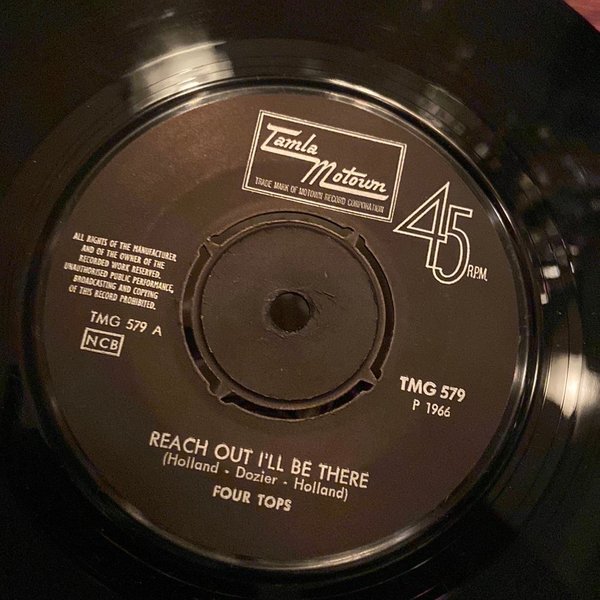 Tamla
Motown
TRADE MARK OF MOTOWN RECORD CORPORATION
45 R.P.M.
ALL RIGHTS OF THE MANUFACTURER
AND OF THE OWNER OF THE
RECORDED WORK RESERVED.
UNAUTHORISED PUBLIC PERFORMANCE,
BROADCASTING AND COPYING
OF THIS RECORD PROHIBITED.
TMG 579 A
NCB
TMG 579
P 1966
REACH OUT I'LL BE THERE
(Holland - Dozier - Holland)
FOUR TOPS